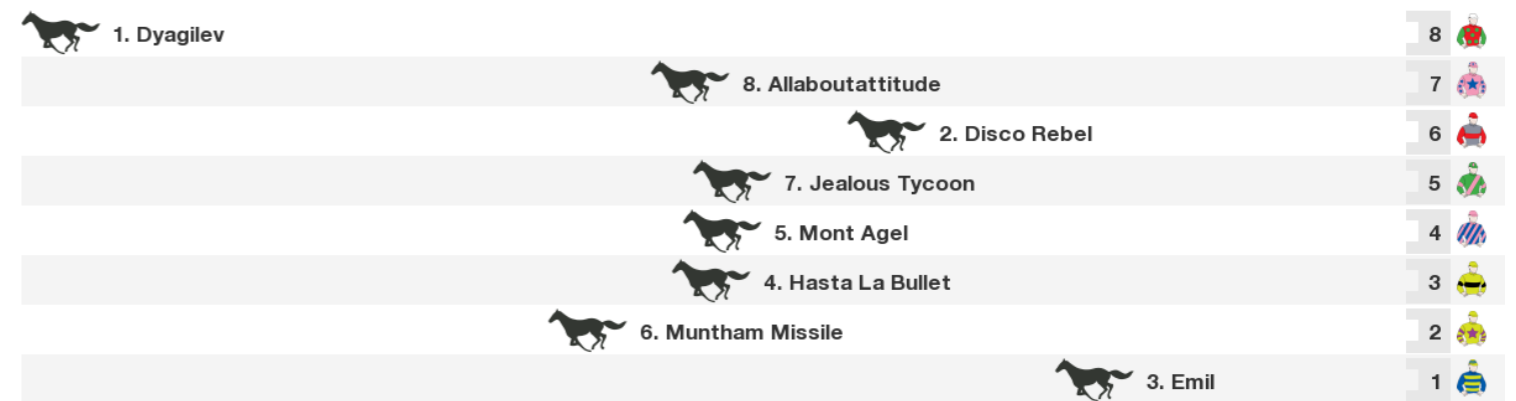 1. Dyagilev 8
8. Allaboutattitude 7
2. Disco Rebel 6
7. Jealous Tycoon 5
5. Mont Agel 4
4. Hasta La Bullet 3
6. Muntham Missile 2
3. Emil 1